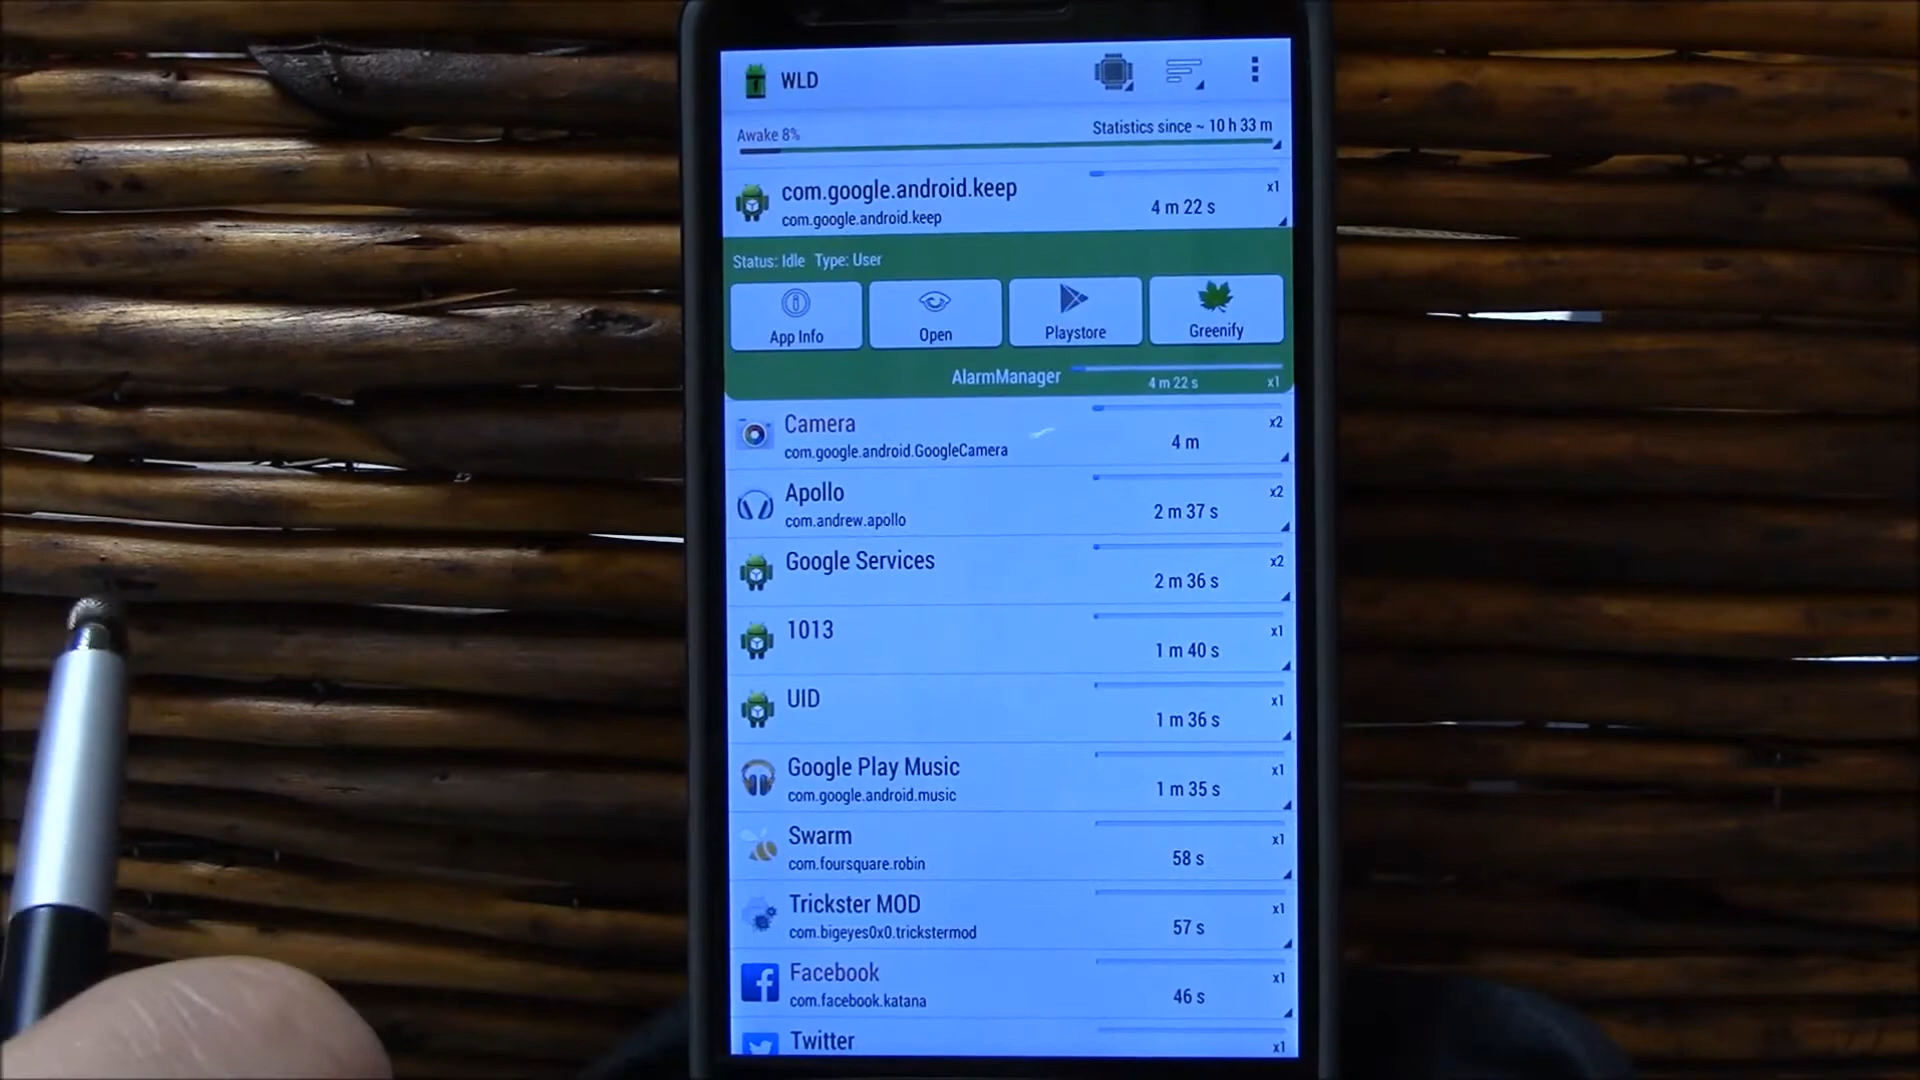 WLD
Awake 8%
Statistics since ~ 10 h 33 m
com.google.android.keep
x1
com.google.android.keep
4 m 22 s
Status: Idle Type: User
App Info
Open
Playstore
Greenify
AlarmManager
4 m 22 s
x1
Camera
x2
com.google.android.GoogleCamera
4 m
Apollo
x2
com.andrew.apollo
2 m 37 s
Google Services
x2
2 m 36 s
1013
x1
1 m 40 s
UID
x1
1 m 36 s
Google Play Music
x1
com.google.android.music
1 m 35 s
Swarm
x1
com.foursquare.robin
58 s
Trickster MOD
x1
com.bigeyes0x0.trickstermod
57 s
Facebook
x1
com.facebook.katana
46 s
Twitter
x1